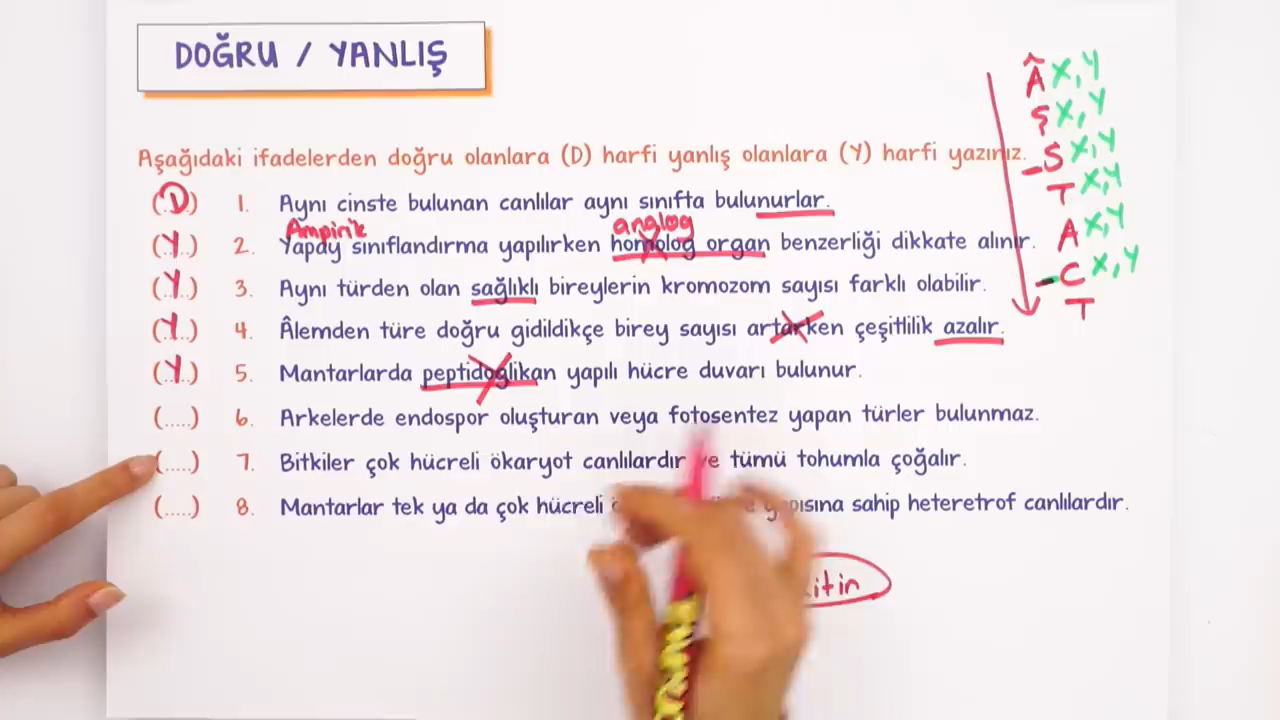 DOĞRU / YANLIŞ
Aşağıdaki ifadelerden doğru olanlara (D) harfi yanlış olanlara (Y) harfi yazınız.
(.D.) 1. Aynı cinste bulunan canlılar aynı sınıfta bulunurlar.
Ampirik analog
(.Y.) 2. Yapay sınıflandırma yapılırken homolog organ benzerliği dikkate alınır.
(.Y.) 3. Aynı türden olan sağlıklı bireylerin kromozom sayısı farklı olabilir.
(.Y.) 4. Âlemden türe doğru gidildikçe birey sayısı artarken çeşitlilik azalır.
(.Y.) 5. Mantarlarda peptidoglikan yapılı hücre duvarı bulunur.
(.....) 6. Arkelerde endospor oluşturan veya fotosentez yapan türler bulunmaz.
(.....) 7. Bitkiler çok hücreli ökaryot canlılardır ve tümü tohumla çoğalır.
(.....) 8. Mantarlar tek ya da çok hücreli yapısına sahip heteretrof canlılardır.
itin
Â X, Y
Ş X, Y
S X, Y
T X, Y
A X, Y
C X, Y
T